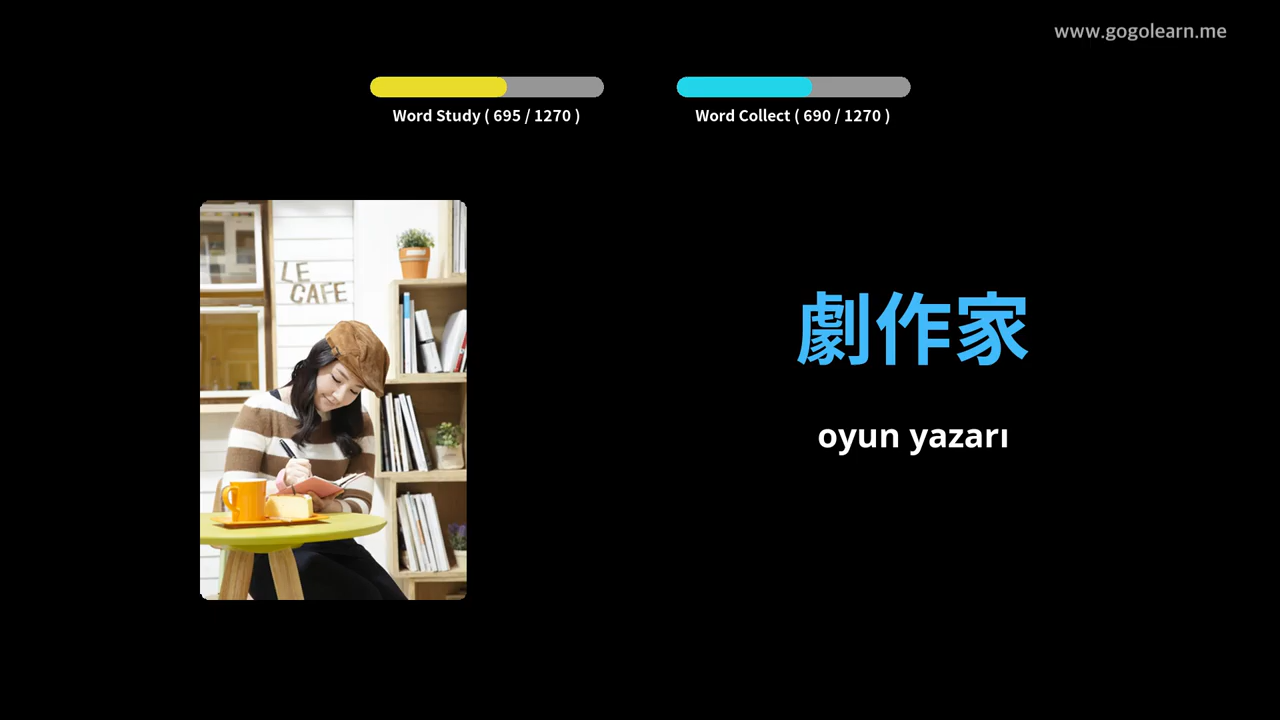 www.gogolearn.me
Word Study ( 695 / 1270 )
Word Collect ( 690 / 1270 )
LE
CAFE
劇作家
oyun yazarı